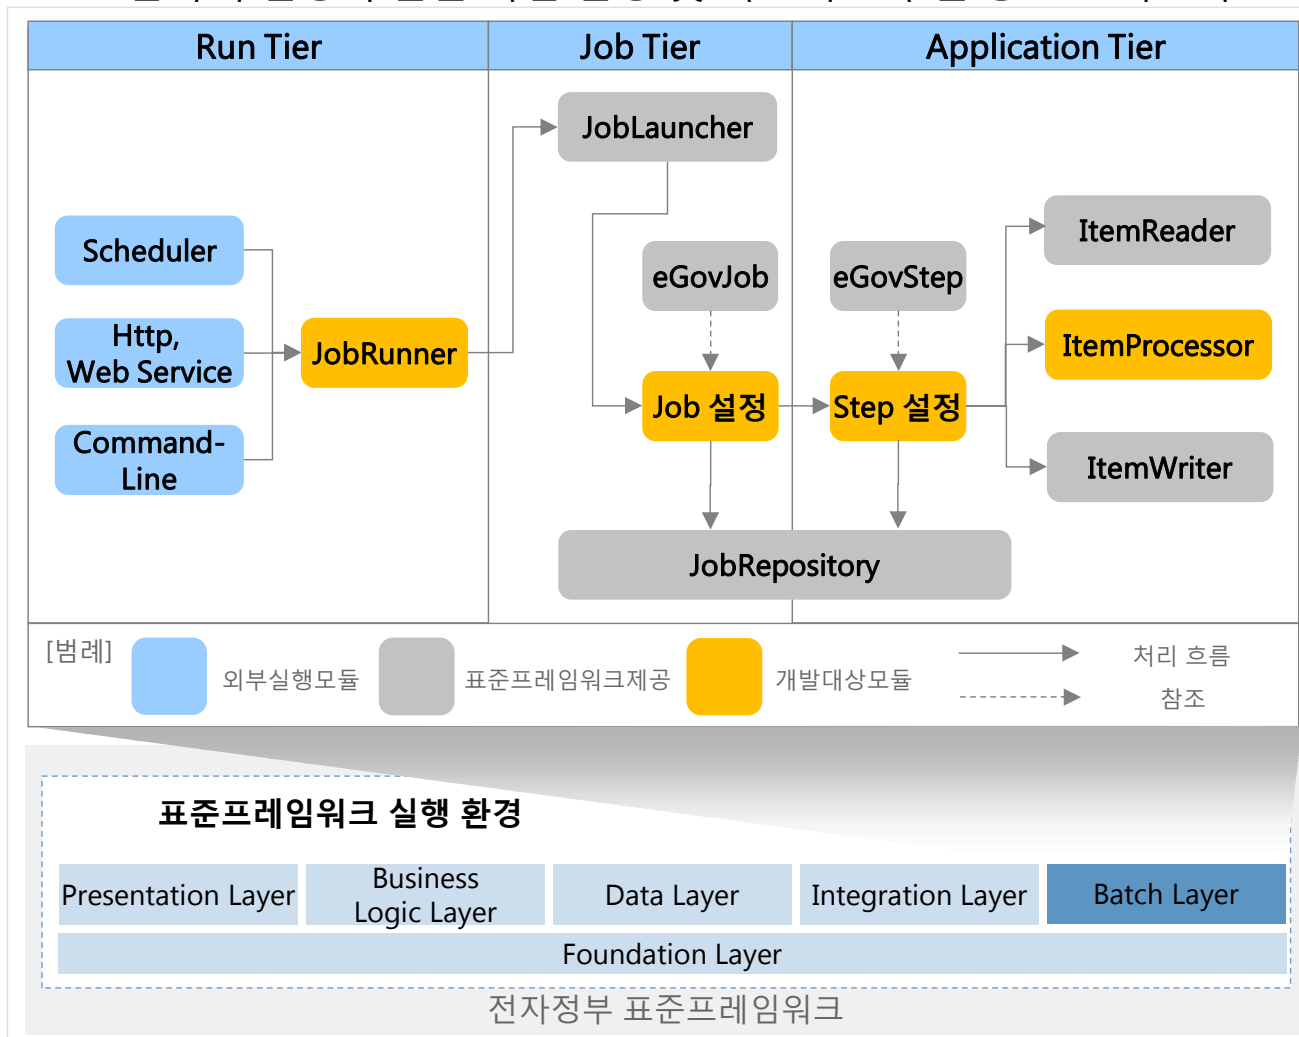 Run Tier
Job Tier
Application Tier
JobLauncher
Scheduler
eGovJob
eGovStep
ItemReader
Http,
Web Service
JobRunner
ItemProcessor
Job 설정
Step 설정
Command-
Line
ItemWriter
JobRepository
[범례]
외부실행모듈
표준프레임워크제공
개발대상모듈
처리 흐름
참조
표준프레임워크 실행 환경
Presentation Layer
Business
Logic Layer
Data Layer
Integration Layer
Batch Layer
Foundation Layer
전자정부 표준프레임워크